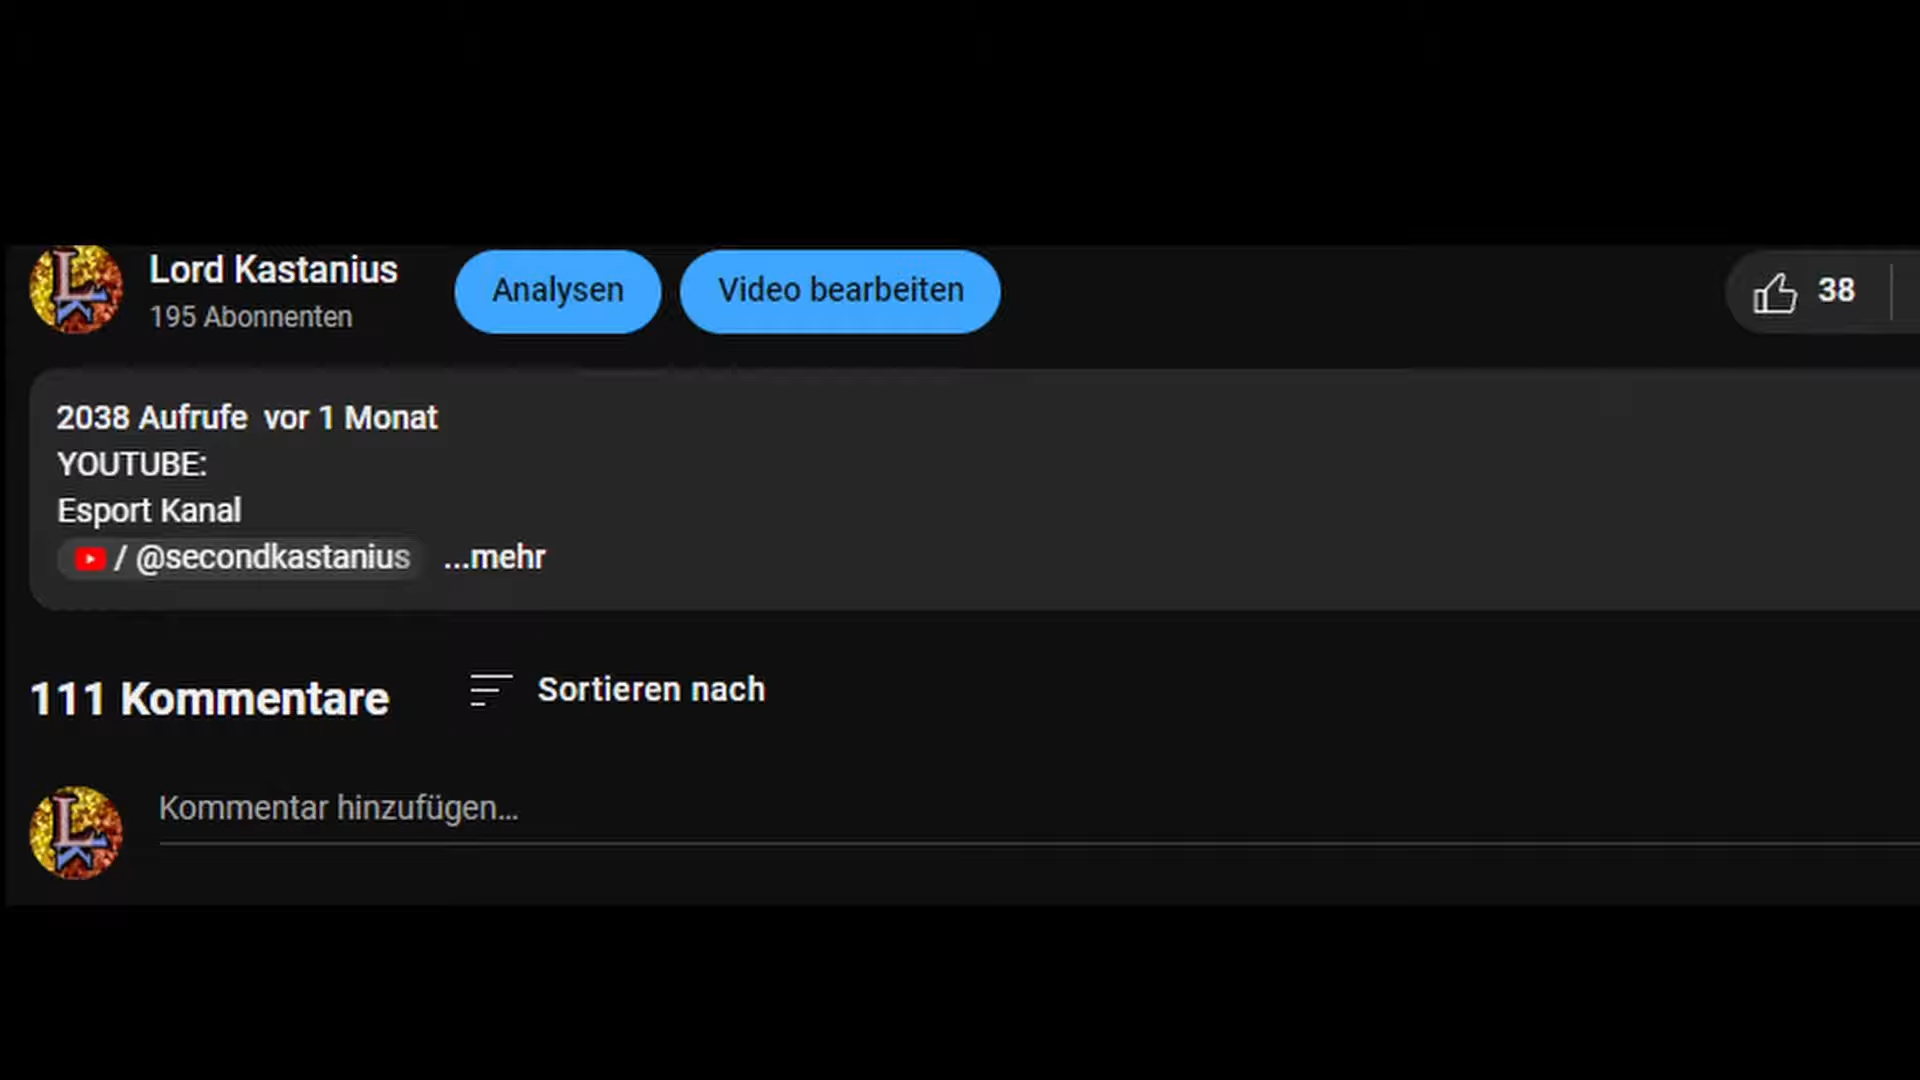 Lord Kastanius
195 Abonnenten
Analysen
Video bearbeiten
38
2038 Aufrufe vor 1 Monat
YOUTUBE:
Esport Kanal
/ @secondkastanius ...mehr
111 Kommentare
Sortieren nach
Kommentar hinzufügen...